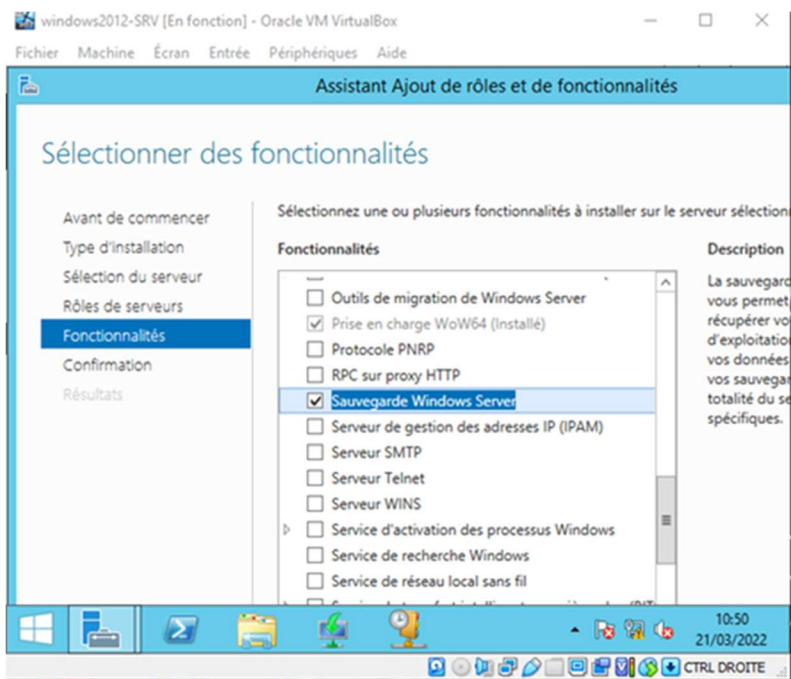 windows2012-SRV [En fonction] - Oracle VM VirtualBox
Fichier Machine Écran Entrée Périphériques Aide
Assistant Ajout de rôles et de fonctionnalités
Sélectionner des fonctionnalités
Avant de commencer
Type d'installation
Sélection du serveur
Rôles de serveurs
Fonctionnalités
Confirmation
Résultats
Sélectionnez une ou plusieurs fonctionnalités à installer sur le serveur sélection
Fonctionnalités
Outils de migration de Windows Server
Prise en charge WoW64 (Installé)
Protocole PNRP
RPC sur proxy HTTP
Sauvegarde Windows Server
Serveur de gestion des adresses IP (IPAM)
Serveur SMTP
Serveur Telnet
Serveur WINS
Service d'activation des processus Windows
Service de recherche Windows
Service de réseau local sans fil
Description
La sauvegard
vous permet
récupérer vo
d'exploitation
vos données
vos sauvegar
totalité du se
spécifiques.
10:50
21/03/2022
CTRL DROITE